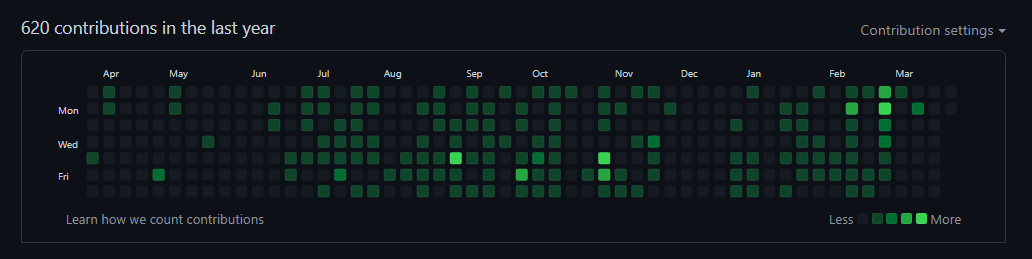 620 contributions in the last year
Contribution settings
Apr May Jun Jul Aug Sep Oct Nov Dec Jan Feb Mar
Mon
Wed
Fri
Learn how we count contributions
Less More